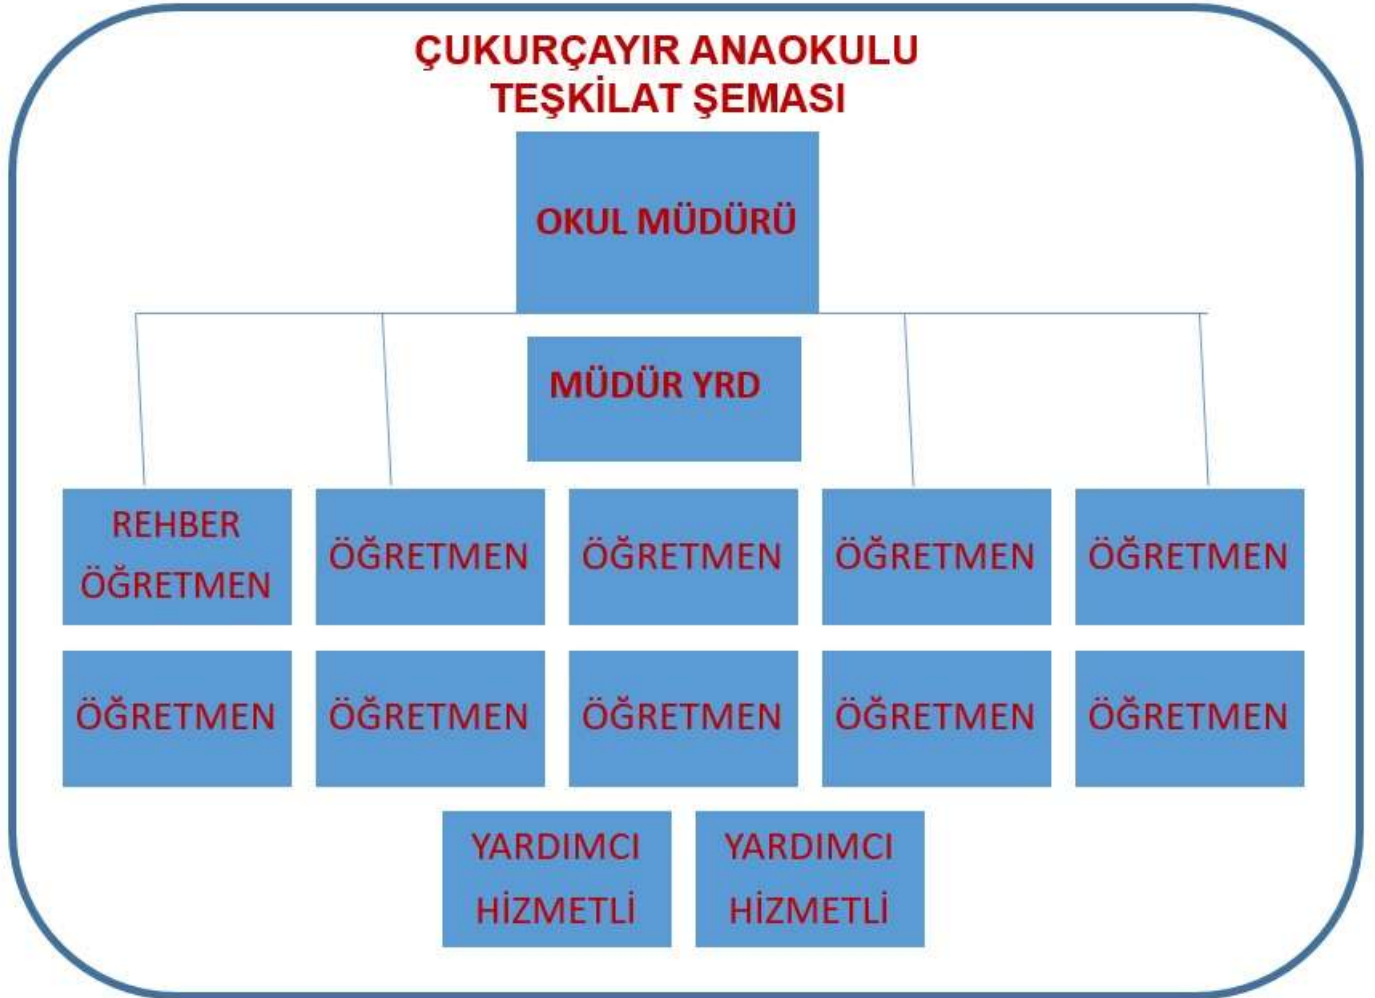 ÇUKURÇAYIR ANAOKULU
TEŞKİLAT ŞEMASI
OKUL MÜDÜRÜ
MÜDÜR YRD
REHBER
ÖĞRETMEN
ÖĞRETMEN
ÖĞRETMEN
ÖĞRETMEN
ÖĞRETMEN
ÖĞRETMEN
ÖĞRETMEN
ÖĞRETMEN
ÖĞRETMEN
ÖĞRETMEN
YARDIMCI
HİZMETLİ
YARDIMCI
HİZMETLİ